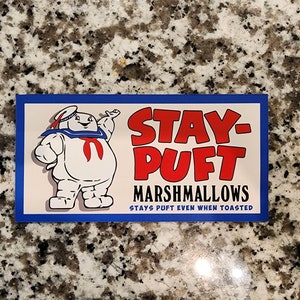 STAY-
PUFT
MARSHMALLOWS
STAYS PUFT EVEN WHEN TOASTED